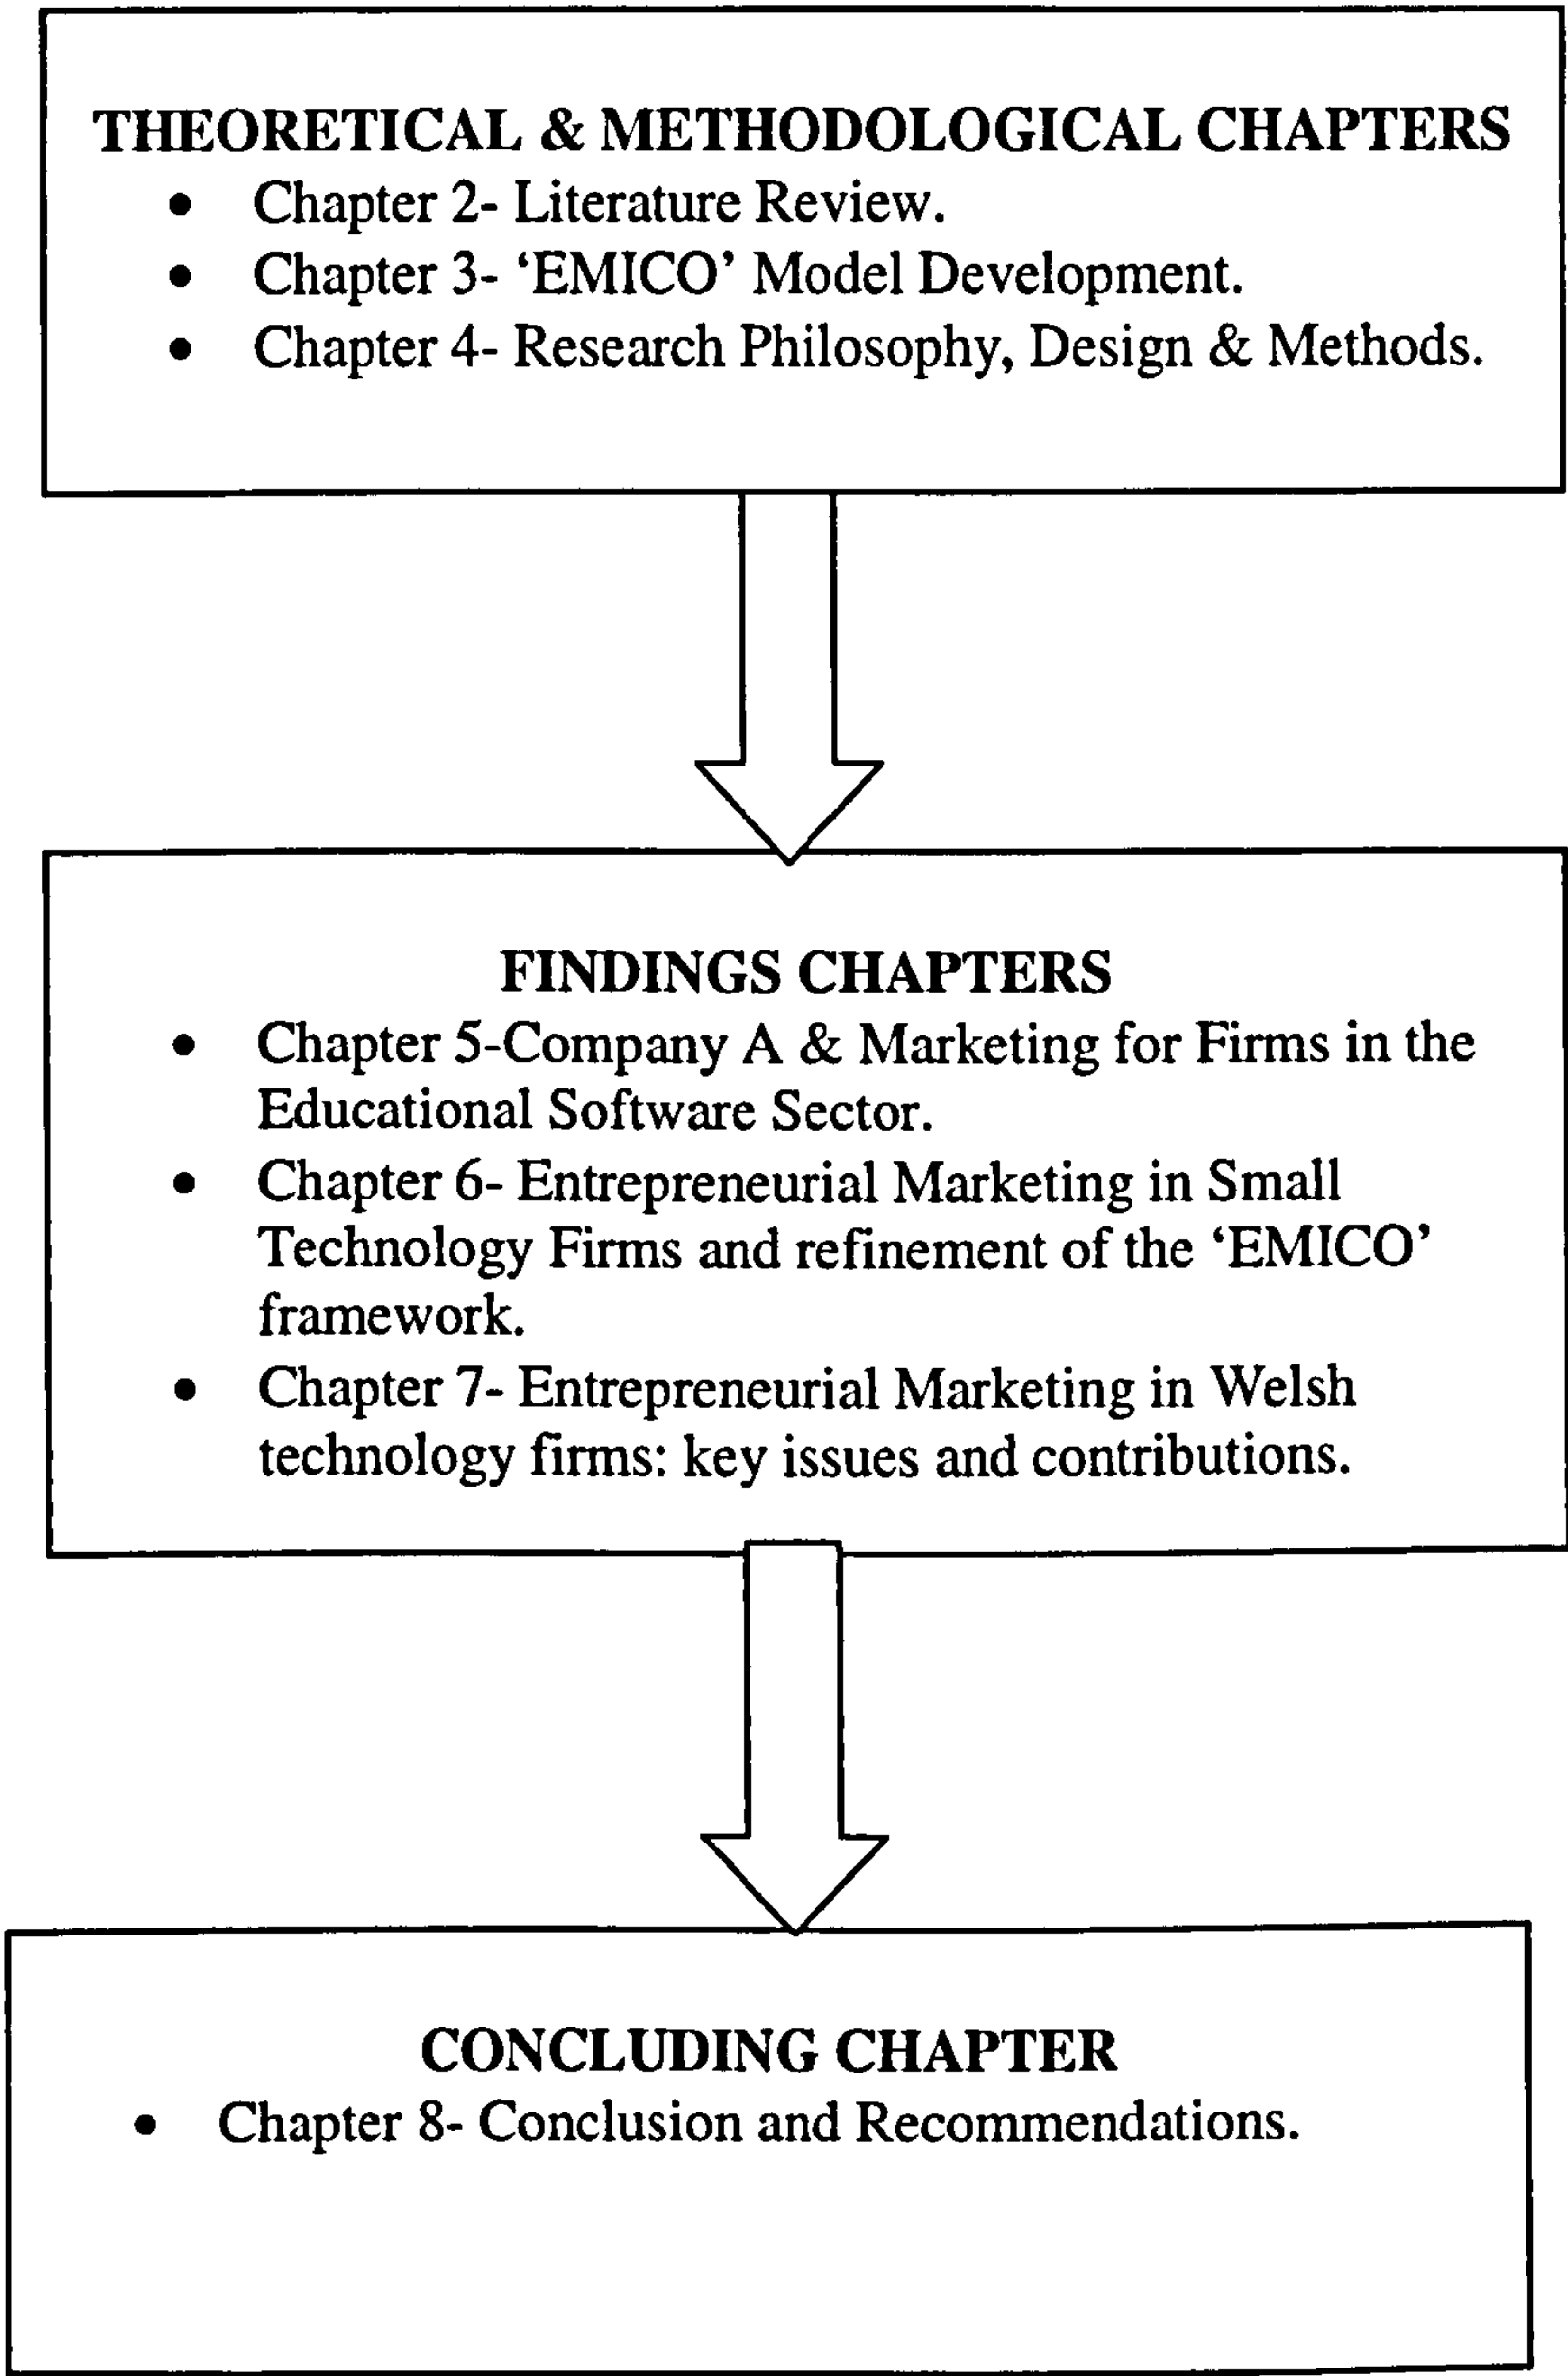 THEORETICAL & METHODOLOGICAL CHAPTERS
• Chapter 2- Literature Review.
• Chapter 3- ‘EMICO’ Model Development.
• Chapter 4- Research Philosophy, Design & Methods.
FINDINGS CHAPTERS
• Chapter 5-Company A & Marketing for Firms in the
Educational Software Sector.
• Chapter 6- Entrepreneurial Marketing in Small
Technology Firms and refinement of the ‘EMICO’
framework.
• Chapter 7- Entrepreneurial Marketing in Welsh
technology firms: key issues and contributions.
CONCLUDING CHAPTER
• Chapter 8- Conclusion and Recommendations.